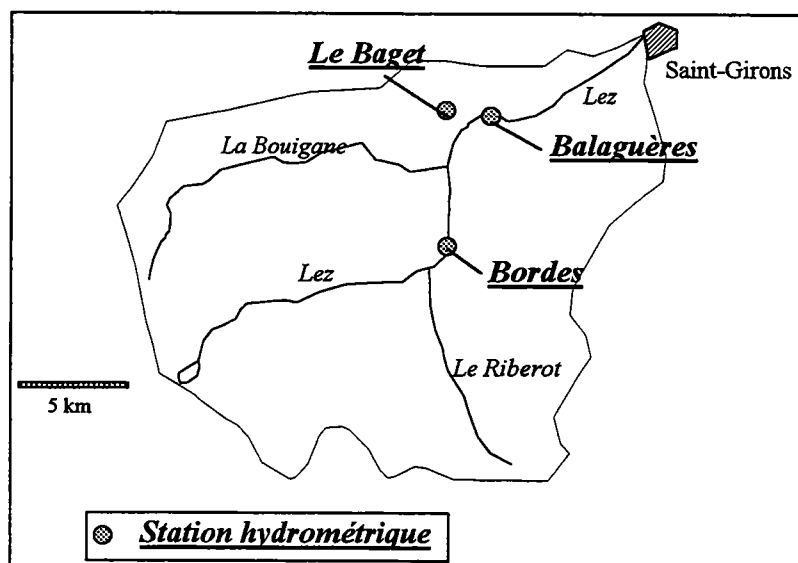 Le Baget
Saint-Girons
Lez
La Bouigane
Balaguères
Lez
Bordes
Le Riberot
5 km
Station hydrométrique